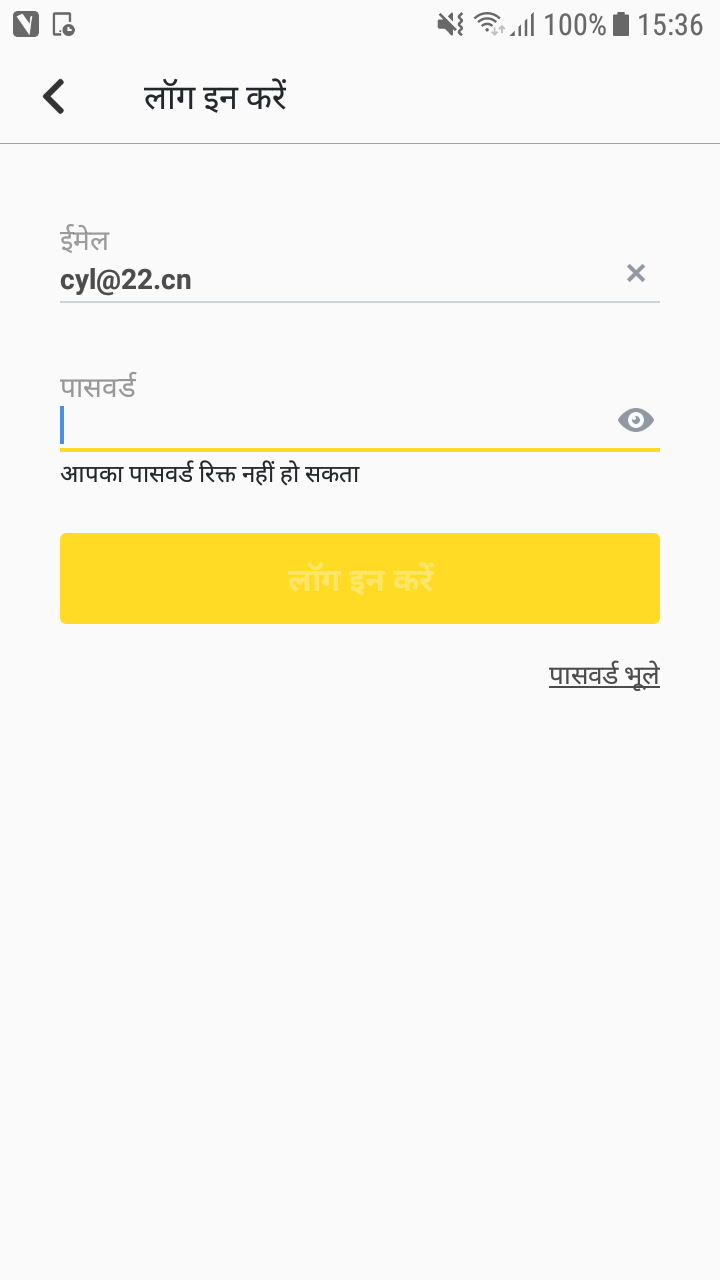 100% 15:36
लॉग इन करें
ईमेल
cyl@22.cn
पासवर्ड
आपका पासवर्ड रिक्त नहीं हो सकता
लॉग इन करें
पासवर्ड भूले